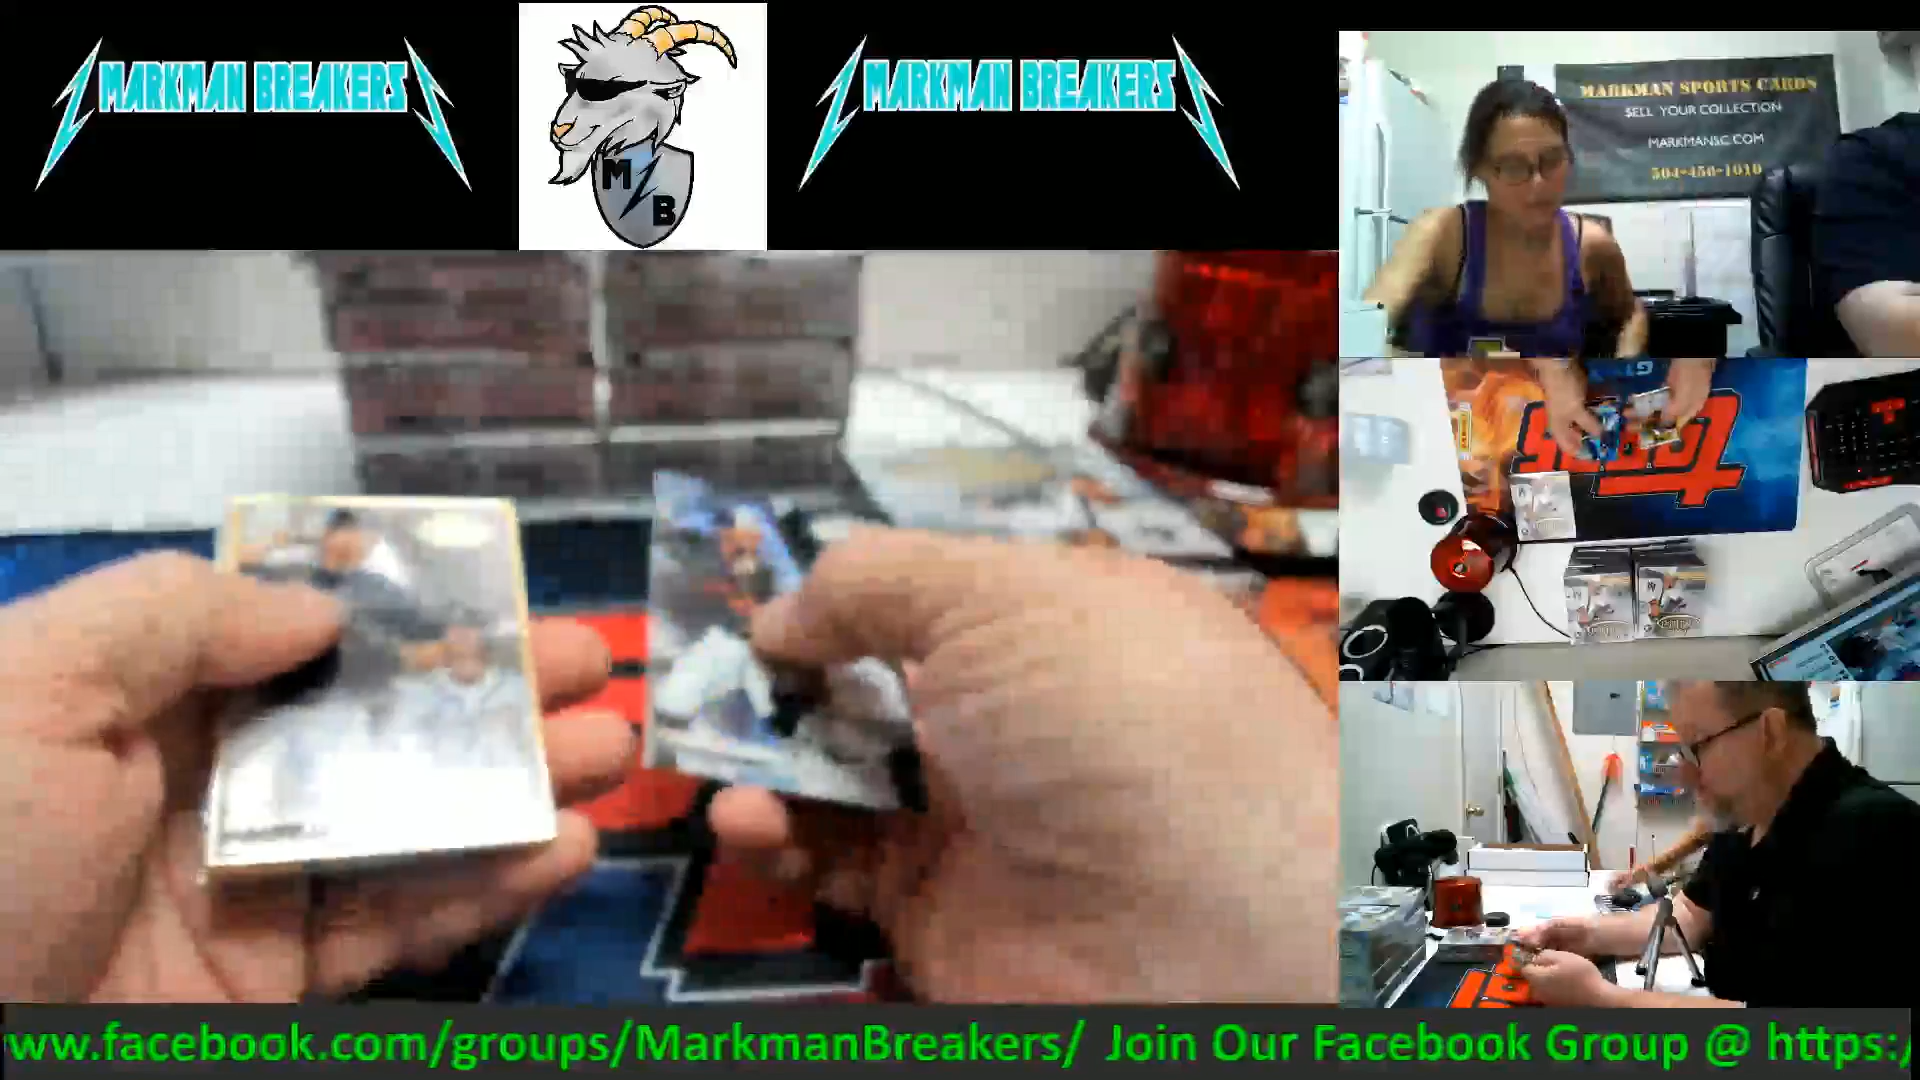 MARKMAN BREAKERS
MARKMAN BREAKERS
M
B
MARKMAN SPORTS CARDS
SELL YOUR COLLECTION
MARKMANSC.COM
504-456-1010
ww.facebook.com/groups/MarkmanBreakers/ Join Our Facebook Group @ https:/